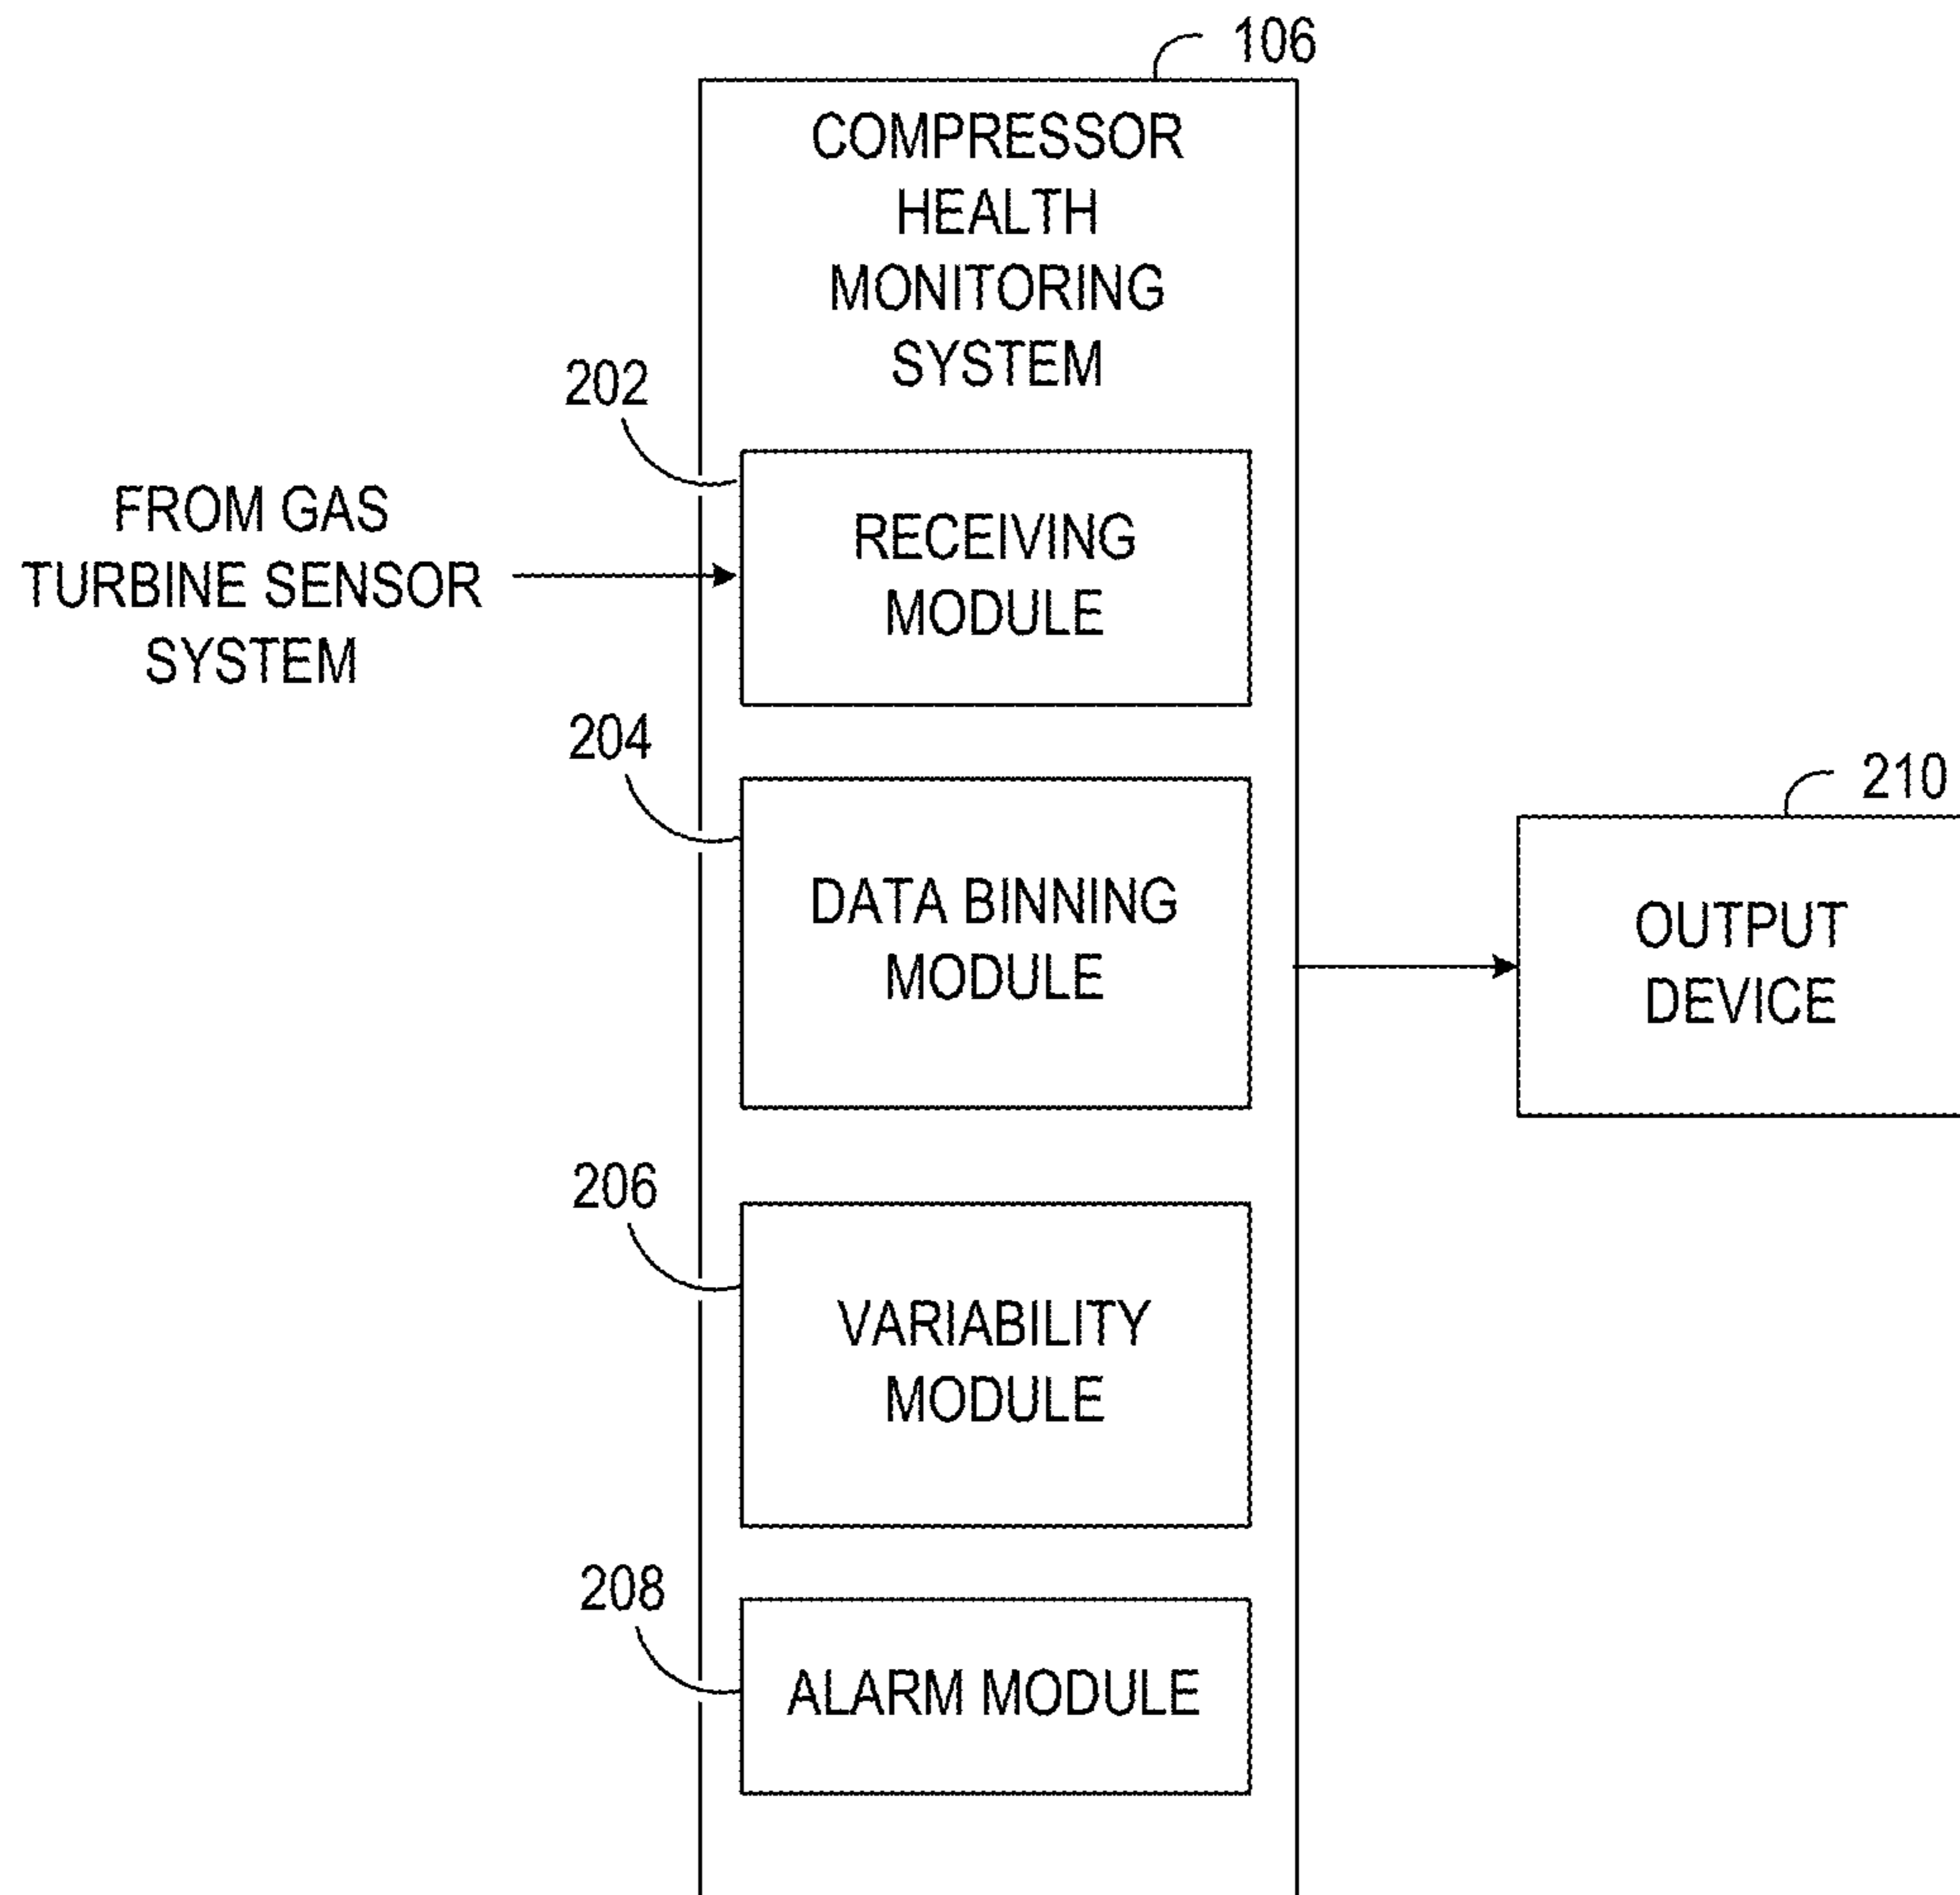 106
COMPRESSOR
HEALTH
MONITORING
SYSTEM
202
FROM GAS
TURBINE SENSOR
SYSTEM
RECEIVING
MODULE
204
DATA BINNING
MODULE
210
OUTPUT
DEVICE
206
VARIABILITY
MODULE
208
ALARM MODULE